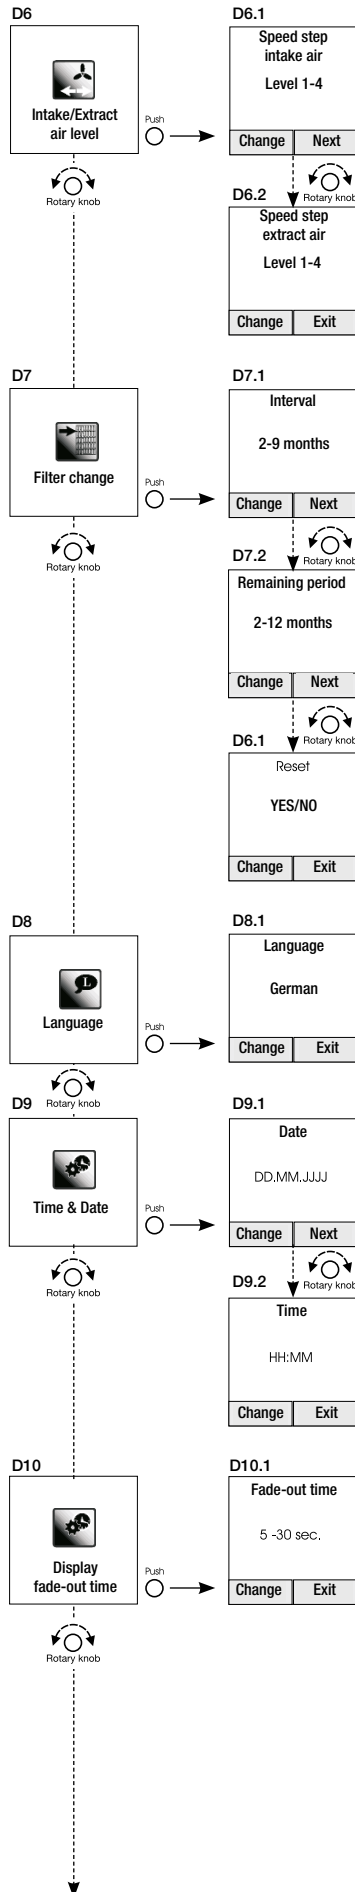 D6
Intake/Extract
air level
Push
Rotary knob
D6.1
Speed step
intake air
Level 1-4
Change Next
Rotary knob
D6.2
Speed step
extract air
Level 1-4
Change Exit
D7
Filter change
Push
Rotary knob
D7.1
Interval
2-9 months
Change Next
Rotary knob
D7.2
Remaining period
2-12 months
Change Next
Rotary knob
D6.1
Reset
YES/NO
Change Exit
D8
L
Language
Push
Rotary knob
D8.1
Language
German
Change Exit
D9
Time & Date
Push
Rotary knob
D9.1
Date
DD.MM.JJJJ
Change Next
Rotary knob
D9.2
Time
HH:MM
Change Exit
D10
Display
fade-out time
Push
Rotary knob
D10.1
Fade-out time
5 -30 sec.
Change Exit